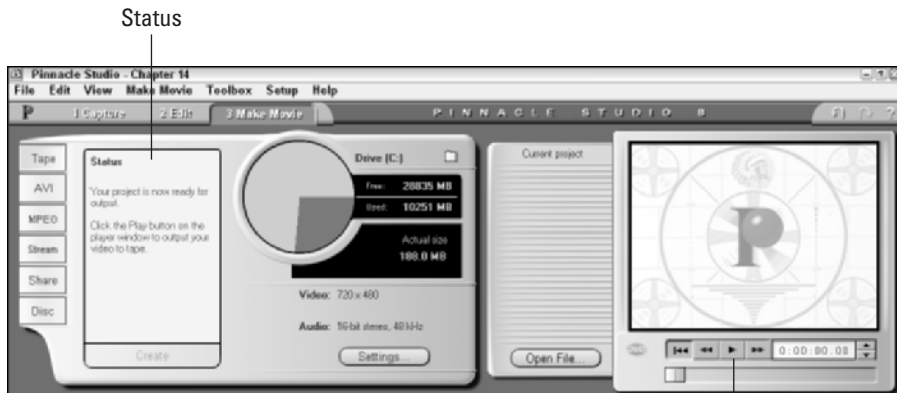 Status
Pinnacle Studio - Chapter 14
File Edit View Make Movie Toolbox Setup Help
P 1 Capture 2 Edit 3 Make Movie PINNACLE STUDIO 8 ?
Tape
AVI
MPEG
Stream
Share
Disc
Status
Your project is now ready for
output.
Click the Play button on the
player window to output your
video to tape.
Create
Drive (C:)
Free: 28835 MB
Used: 10251 MB
Actual size
188.0 MB
Video: 720 x 480
Audio: 16-bit stereo, 48 kHz
Settings...
Current project
Open File...
P
0:00:00.08